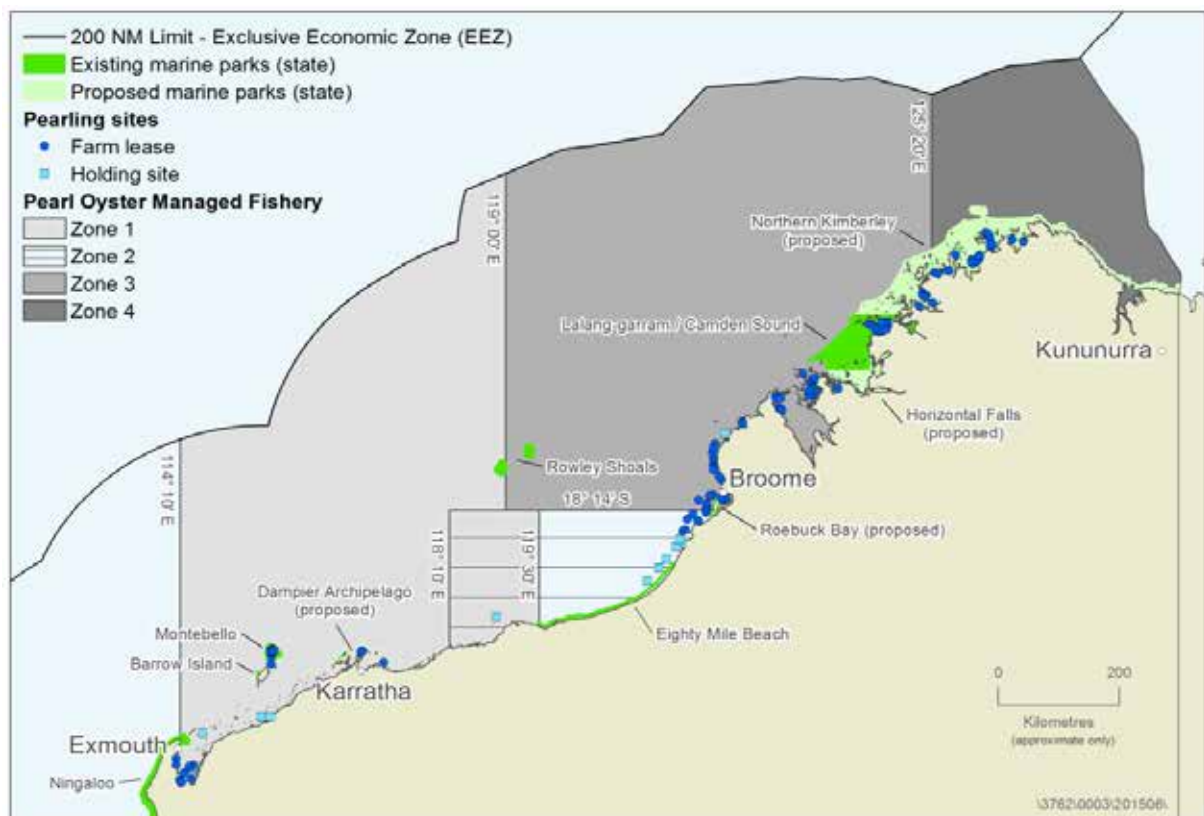 200 NM Limit - Exclusive Economic Zone (EEZ)
Existing marine parks (state)
Proposed marine parks (state)
Pearling sites
Farm lease
Holding site
Pearl Oyster Managed Fishery
Zone 1
Zone 2
Zone 3
Zone 4
125° 20' E
119° 00' E
Northern Kimberley
(proposed)
Lalang-garram / Camden Sound
Kununurra
Horizontal Falls
(proposed)
114° 10' E
Rowley Shoals
Broome
18° 14' S
Roebuck Bay (proposed)
118° 10' E
119° 30' E
Dampier Archipelago
(proposed)
Eighty Mile Beach
Montebello
Barrow Island
Karratha
0 200
Kilometres
(approximate only)
Exmouth
Ningaloo
\3762\0003\201506\